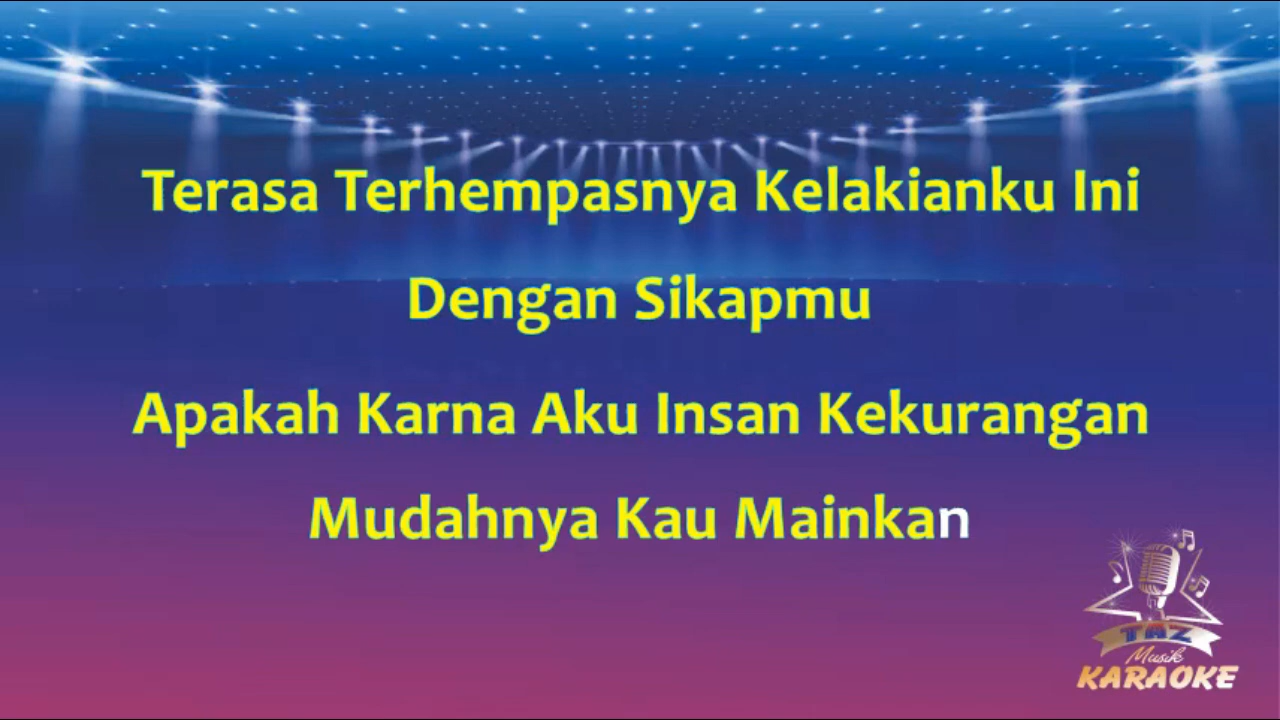 Terasa Terhempasnya Kelakianku Ini
Dengan Sikapmu
Apakah Karna Aku Insan Kekurangan
Mudahnya Kau Mainkan
TAZ
Musik
KARAOKE